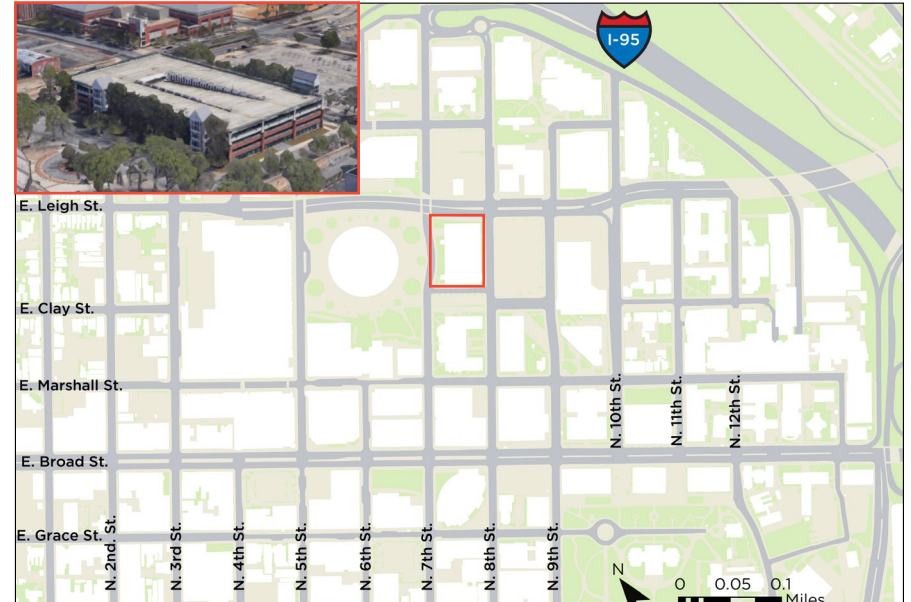 I-95
E. Leigh St.
E. Clay St.
E. Marshall St.
E. Broad St.
E. Grace St.
N. 2nd. St.
N. 3rd St.
N. 4th St.
N. 5th St.
N. 6th St.
N. 7th St.
N. 8th St.
N. 9th St.
N. 10th St.
N. 11th St.
N. 12th St.
N
0 0.05 0.1
Miles